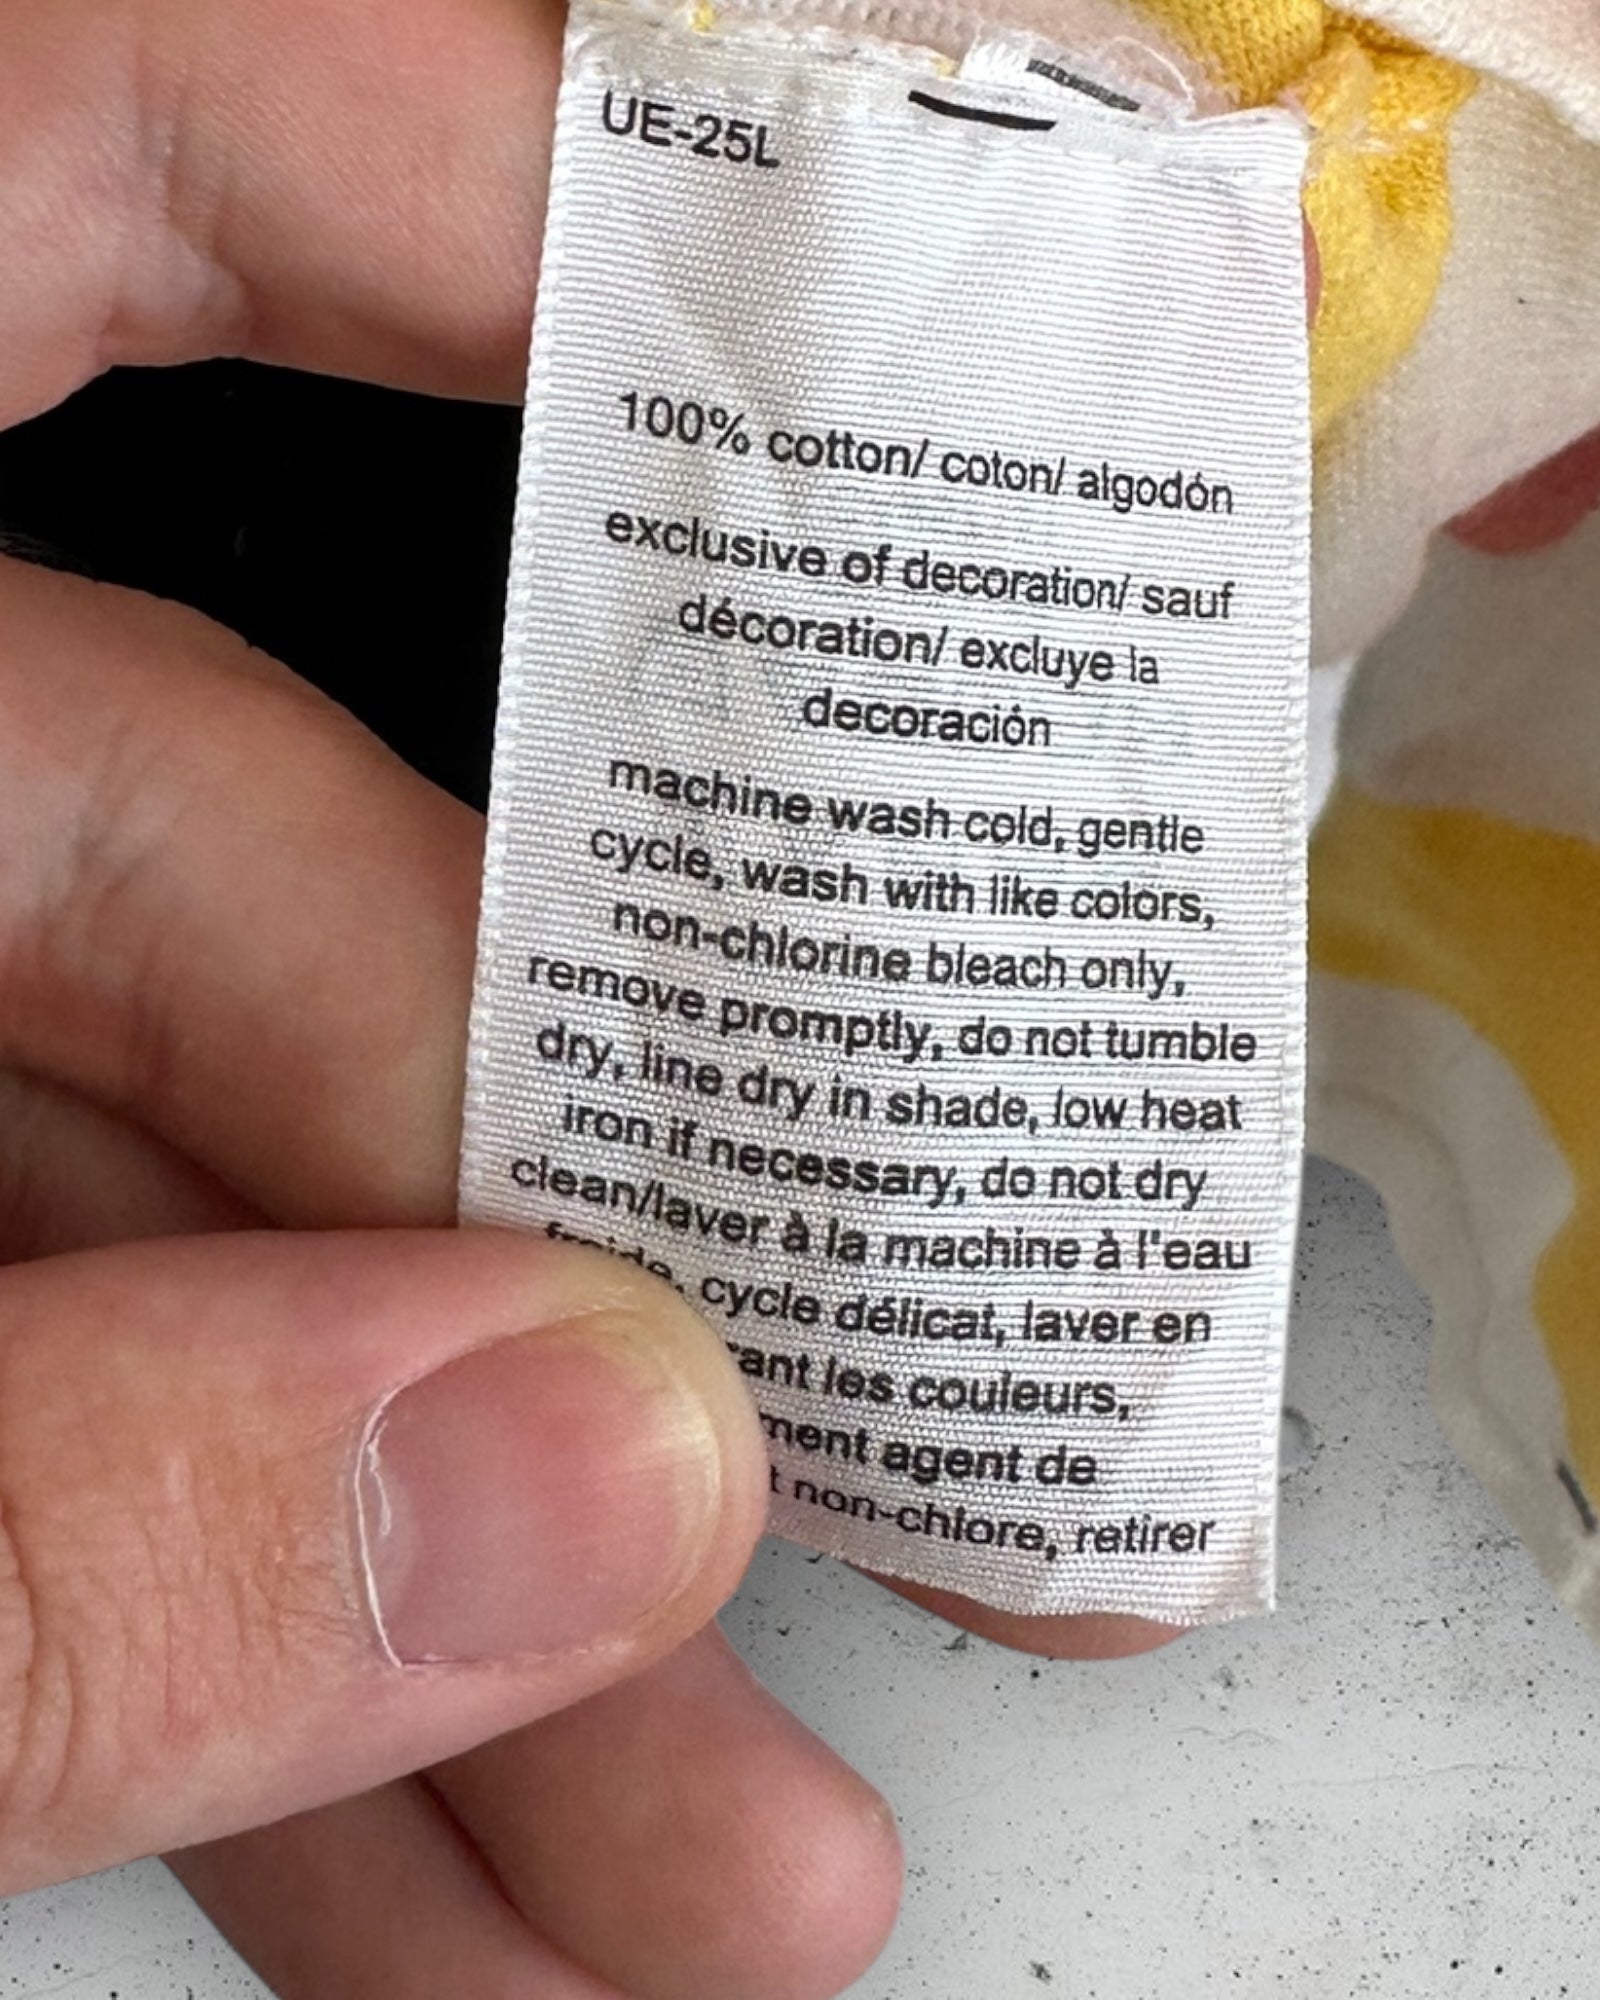 UE-25L
100% cotton/ coton/ algodón
exclusive of decoration/ sauf
décoration/ excluye la
decoración
machine wash cold, gentle
cycle, wash with like colors,
non-chlorine bleach only,
remove promptly, do not tumble
dry, line dry in shade, low heat
iron if necessary, do not dry
clean/laver à la machine à l'eau
froide, cycle délicat, laver en
les couleurs,
agent de
non-chlore, retirer